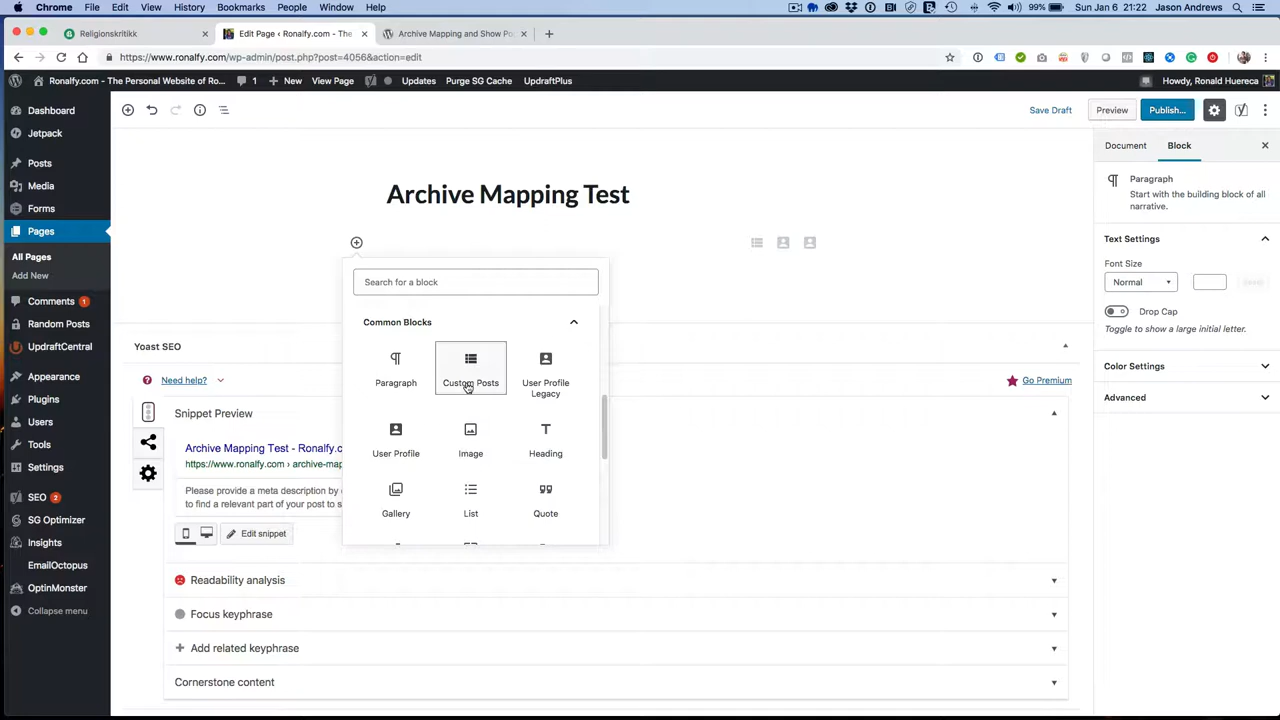 Chrome File Edit View History Bookmarks People Window Help 99% Sun Jan 6 21:22 Jason Andrews
Religionskritikk × Edit Page ‹ Ronalfy.com - The × Archive Mapping and Show Po ×
https://www.ronalfy.com/wp-admin/post.php?post=4056&action=edit
Ronalfy.com - The Personal Website of Ro... 1 New View Page Updates Purge SG Cache UpdraftPlus Howdy, Ronald Huereca
Dashboard
Jetpack
Posts
Media
Forms
Pages
All Pages
Add New
Comments 1
Random Posts
UpdraftCentral
Appearance
Plugins
Users
Tools
Settings
SEO 2
SG Optimizer
Insights
EmailOctopus
OptinMonster
Collapse menu
Save Draft Preview Publish...
Archive Mapping Test
Search for a block
Common Blocks
Paragraph Custom Posts User Profile Legacy
User Profile Image Heading
Gallery List Quote
Yoast SEO
Need help? Go Premium
Snippet Preview
Archive Mapping Test - Ronalfy.c
https://www.ronalfy.com › archive-map
Please provide a meta description by
to find a relevant part of your post to s
Edit snippet
Readability analysis
Focus keyphrase
Add related keyphrase
Cornerstone content
Document Block
Paragraph
Start with the building block of all
narrative.
Text Settings
Font Size
Normal
Drop Cap
Toggle to show a large initial letter.
Color Settings
Advanced